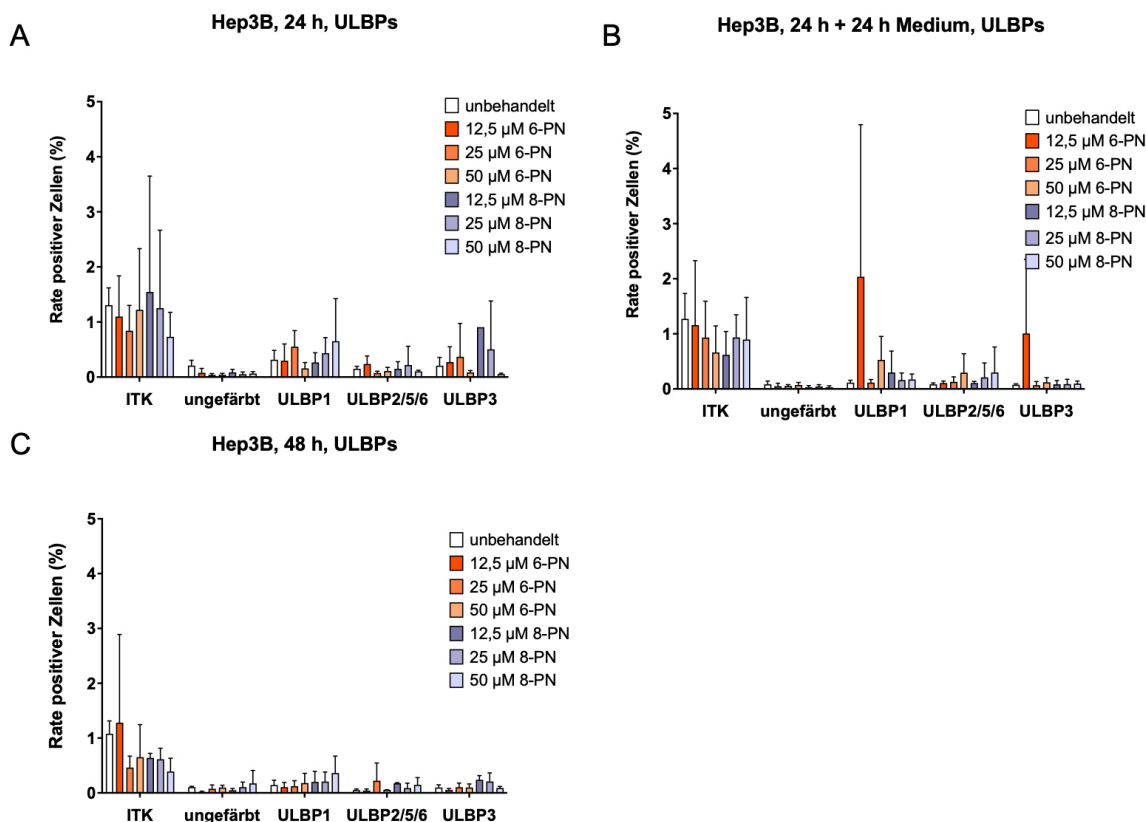 A
Hep3B, 24 h, ULBPs
Rate positiver Zellen (%)
5
4
3
2
1
0
unbehandelt
12,5 µM 6-PN
25 µM 6-PN
50 µM 6-PN
12,5 µM 8-PN
25 µM 8-PN
50 µM 8-PN
ITK ungefärbt ULBP1 ULBP2/5/6 ULBP3
B
Hep3B, 24 h + 24 h Medium, ULBPs
Rate positiver Zellen (%)
5
4
3
2
1
0
unbehandelt
12,5 µM 6-PN
25 µM 6-PN
50 µM 6-PN
12,5 µM 8-PN
25 µM 8-PN
50 µM 8-PN
ITK ungefärbt ULBP1 ULBP2/5/6 ULBP3
C
Hep3B, 48 h, ULBPs
Rate positiver Zellen (%)
5
4
3
2
1
0
unbehandelt
12,5 µM 6-PN
25 µM 6-PN
50 µM 6-PN
12,5 µM 8-PN
25 µM 8-PN
50 µM 8-PN
ITK ungefärbt ULBP1 ULBP2/5/6 ULBP3